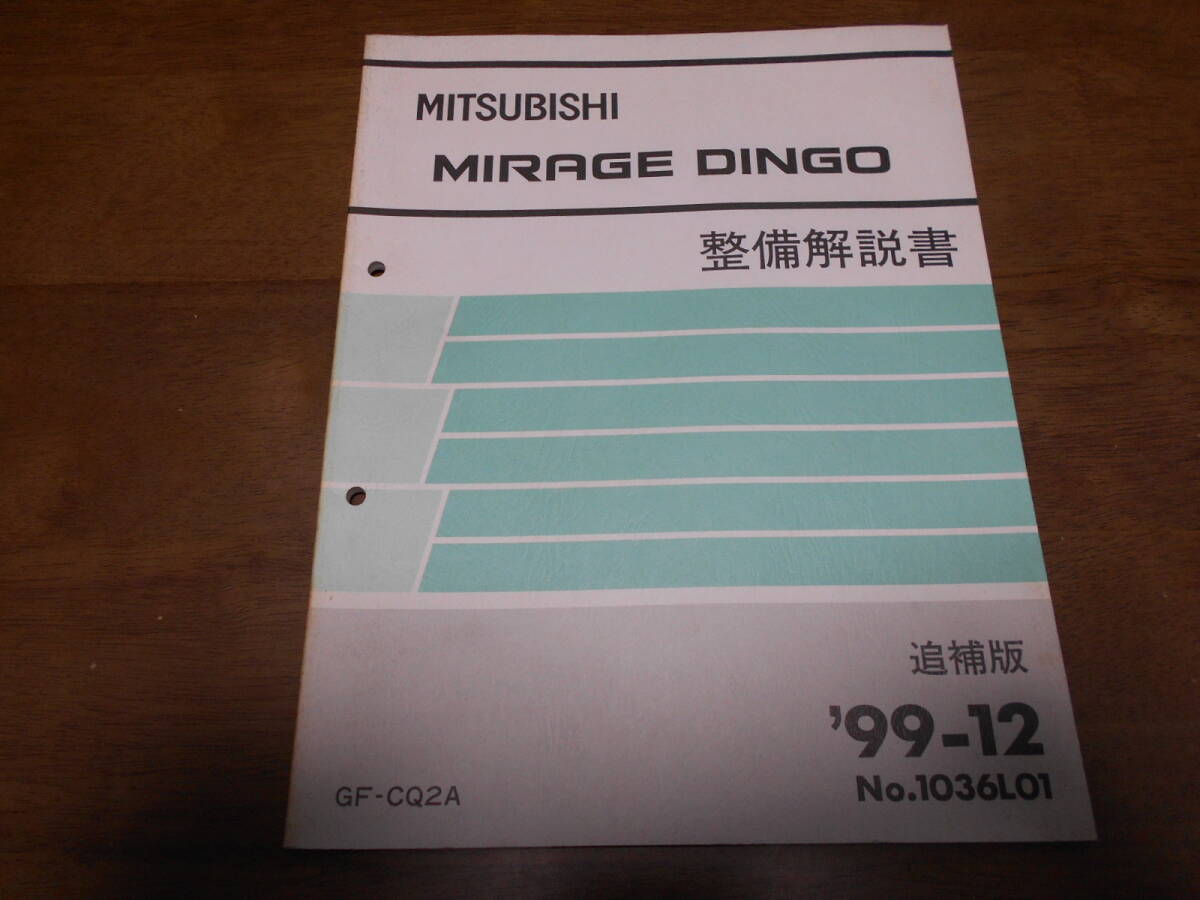 MITSUBISHI
MIRAGE DINGO
整備解説書
追補版
'99-12
No.1036L01
GF-CQ2A